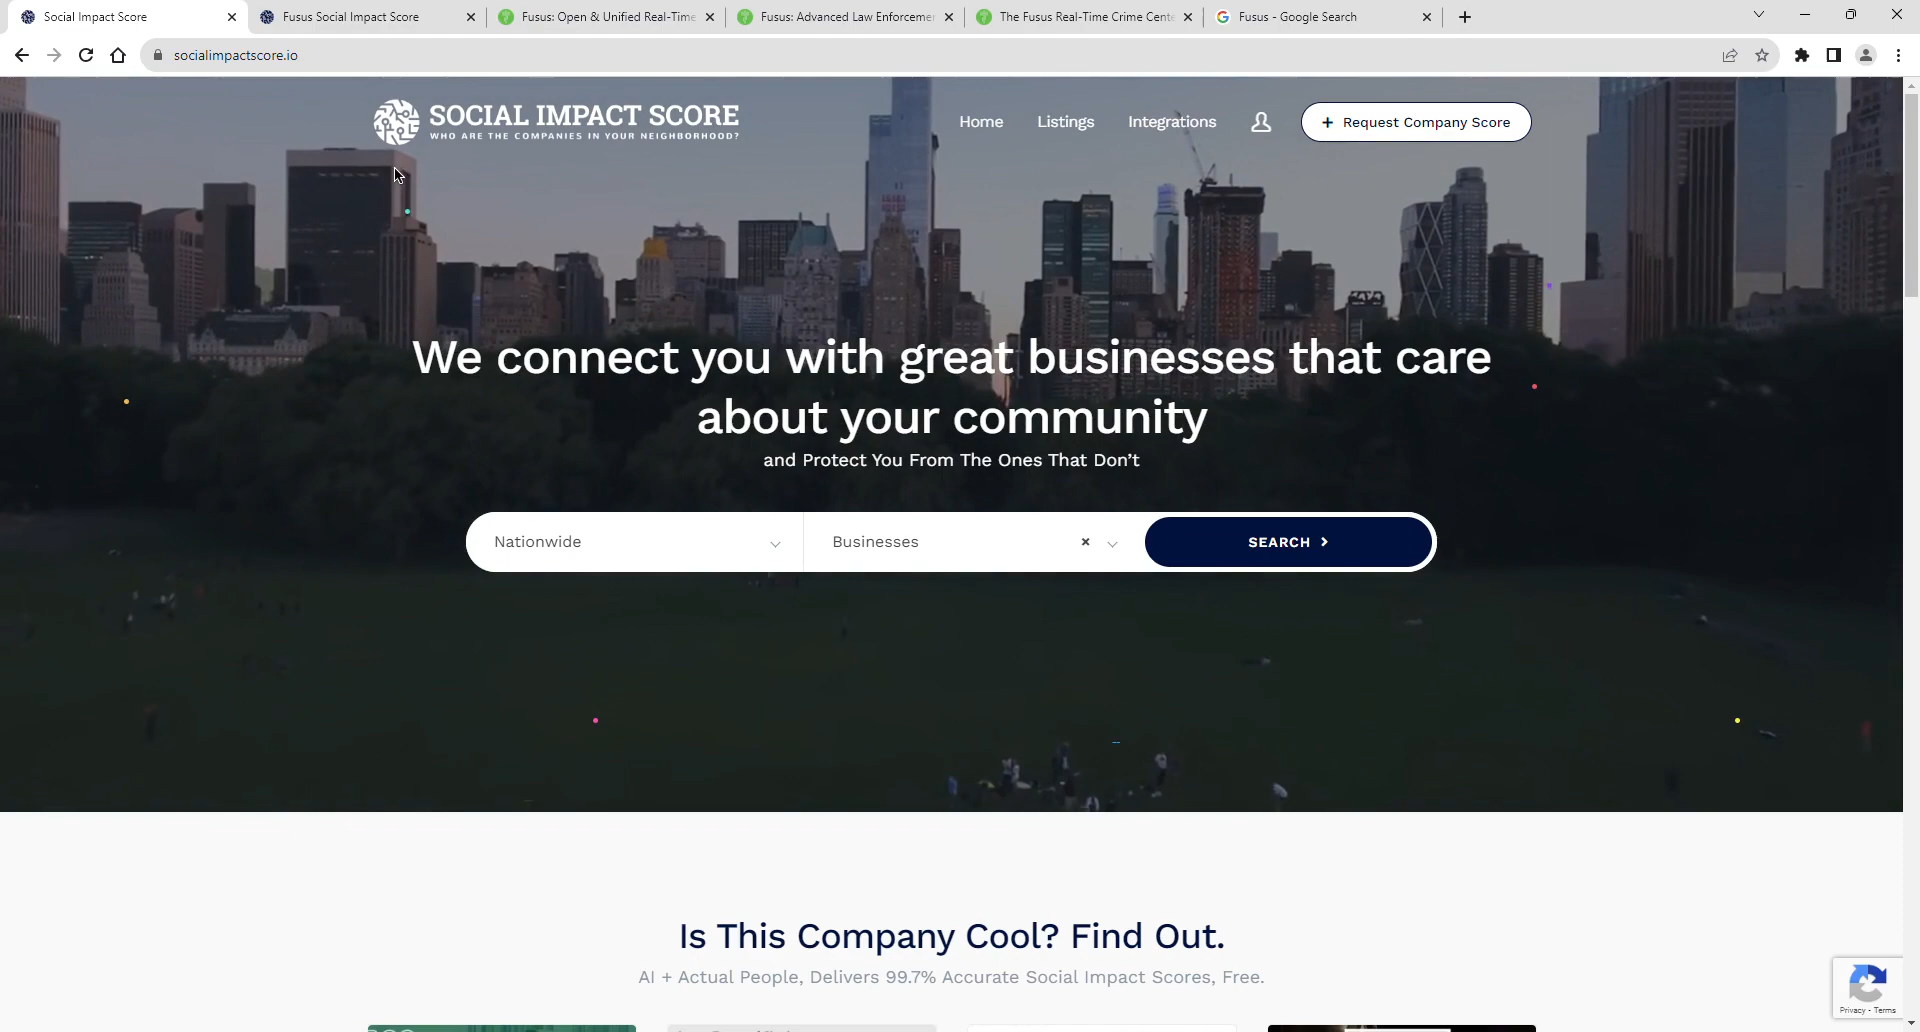 Social Impact Score
Fusus Social Impact Score
Fusus: Open & Unified Real-Time
Fusus: Advanced Law Enforcemen
The Fusus Real-Time Crime Cente
Fusus - Google Search
socialimpactscore.io
SOCIAL IMPACT SCORE
WHO ARE THE COMPANIES IN YOUR NEIGHBORHOOD?
Home
Listings
Integrations
+ Request Company Score
We connect you with great businesses that care
about your community
and Protect You From The Ones That Don't
Nationwide
Businesses
SEARCH
Is This Company Cool? Find Out.
AI + Actual People, Delivers 99.7% Accurate Social Impact Scores, Free.
Privacy - Terms